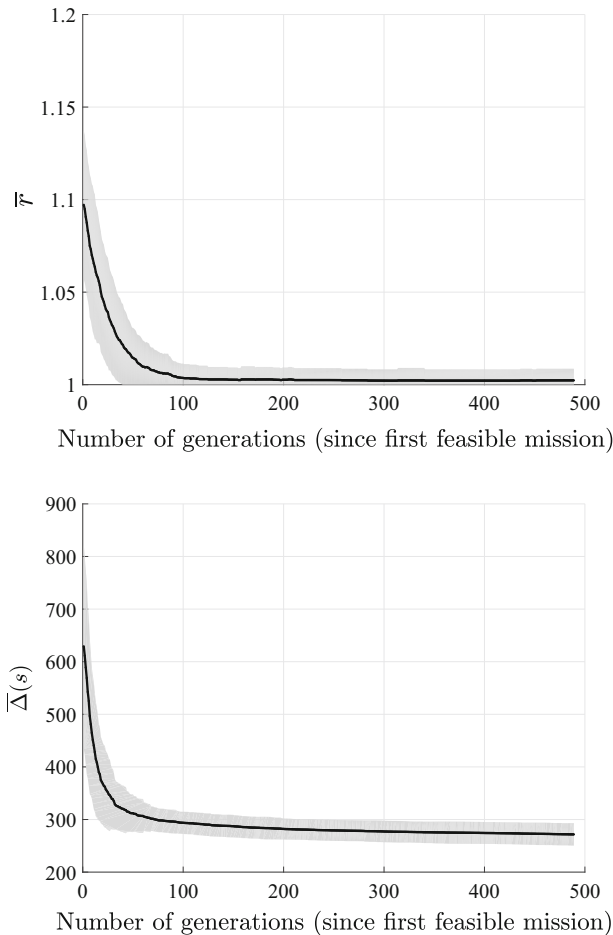 1.2
1.15
1.1
1.05
1
r̅
0 100 200 300 400 500
Number of generations (since first feasible mission)
900
800
700
600
500
400
300
200
Δ̅(s)
0 100 200 300 400 500
Number of generations (since first feasible mission)